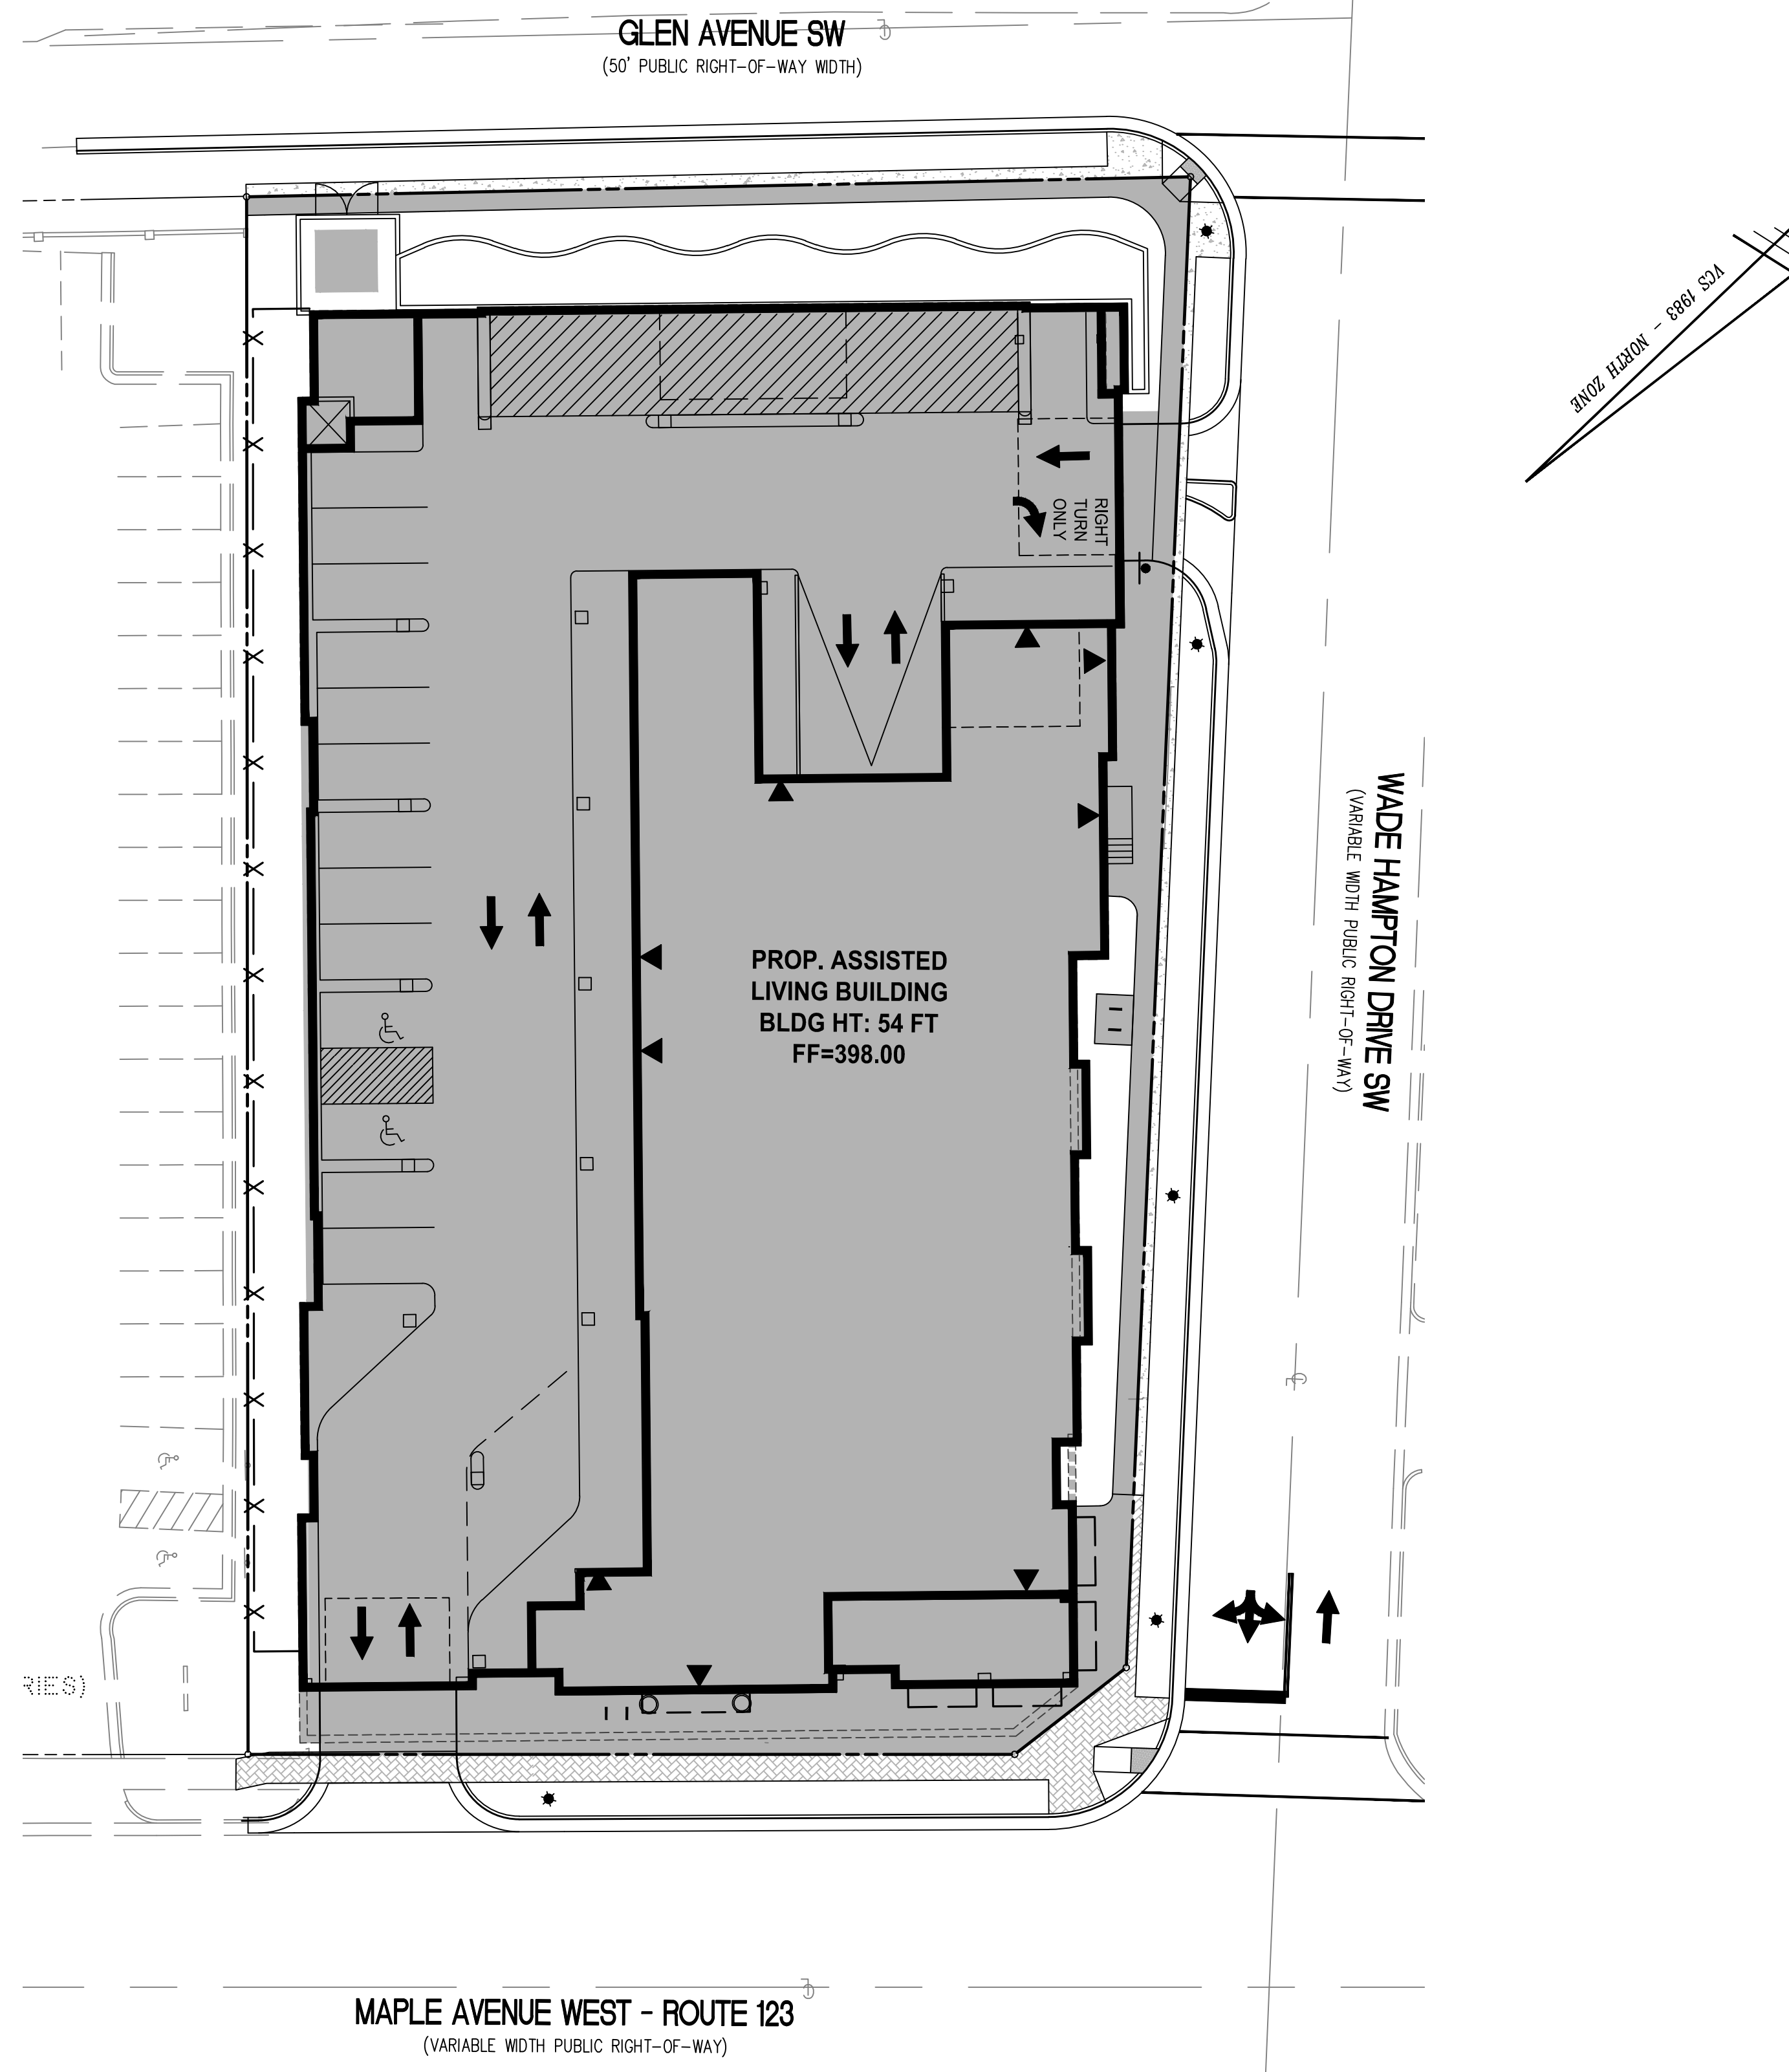 GLEN AVENUE SW
(50' PUBLIC RIGHT-OF-WAY WIDTH)
VCS 1983 - NORTH ZONE
RIGHT
TURN
ONLY
WADE HAMPTON DRIVE SW
(VARIABLE WIDTH PUBLIC RIGHT-OF-WAY)
PROP. ASSISTED
LIVING BUILDING
BLDG HT: 54 FT
FF=398.00
RIES)
MAPLE AVENUE WEST - ROUTE 123
(VARIABLE WIDTH PUBLIC RIGHT-OF-WAY)